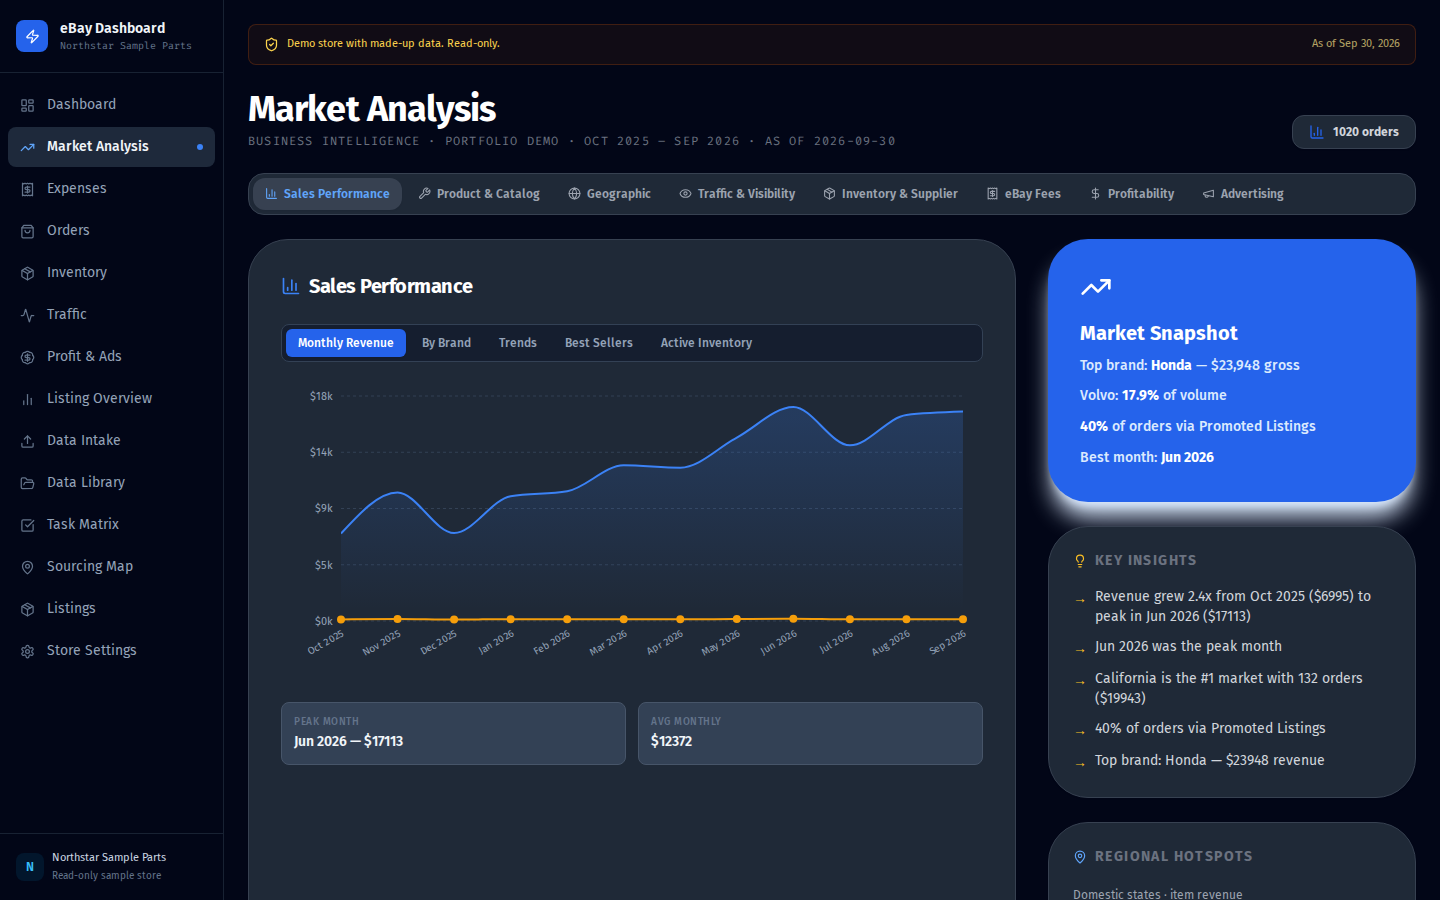 eBay Dashboard
Northstar Sample Parts
Dashboard
Market Analysis
Expenses
Orders
Inventory
Traffic
Profit & Ads
Listing Overview
Data Intake
Data Library
Task Matrix
Sourcing Map
Listings
Store Settings
N
Northstar Sample Parts
Read-only sample store
Demo store with made-up data. Read-only.
As of Sep 30, 2026
Market Analysis
BUSINESS INTELLIGENCE · PORTFOLIO DEMO · OCT 2025 — SEP 2026 · AS OF 2026-09-30
1020 orders
Sales Performance
Product & Catalog
Geographic
Traffic & Visibility
Inventory & Supplier
eBay Fees
Profitability
Advertising
Sales Performance
Monthly Revenue
By Brand
Trends
Best Sellers
Active Inventory
$18k
$14k
$9k
$5k
$0k
Oct 2025
Nov 2025
Dec 2025
Jan 2026
Feb 2026
Mar 2026
Apr 2026
May 2026
Jun 2026
Jul 2026
Aug 2026
Sep 2026
PEAK MONTH
Jun 2026 — $17113
AVG MONTHLY
$12372
Market Snapshot
Top brand: Honda — $23,948 gross
Volvo: 17.9% of volume
40% of orders via Promoted Listings
Best month: Jun 2026
KEY INSIGHTS
→ Revenue grew 2.4x from Oct 2025 ($6995) to
peak in Jun 2026 ($17113)
→ Jun 2026 was the peak month
→ California is the #1 market with 132 orders
($19943)
→ 40% of orders via Promoted Listings
→ Top brand: Honda — $23948 revenue
REGIONAL HOTSPOTS
Domestic states · item revenue